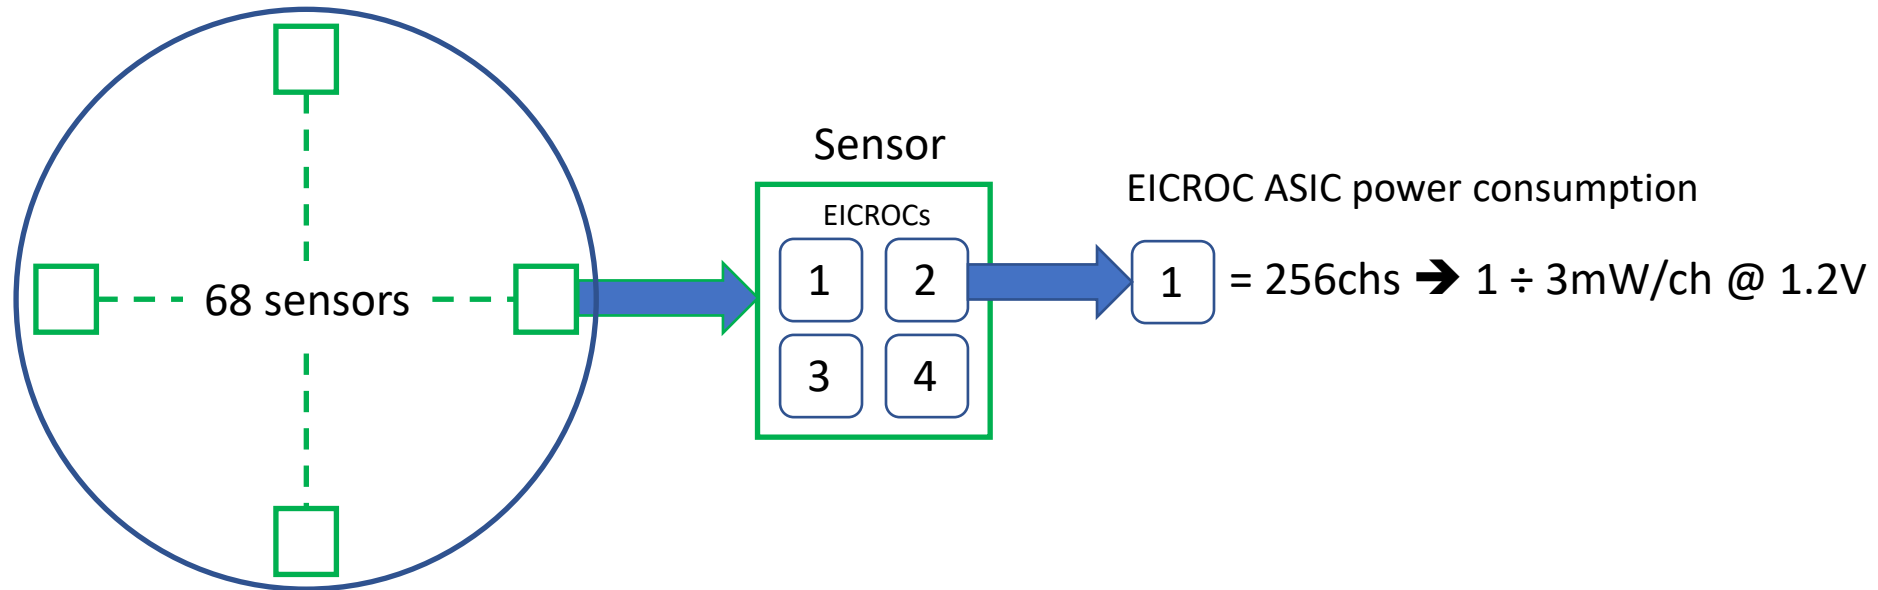 68 sensors
Sensor
EICROCs
1
2
3
4
EICROC ASIC power consumption
1 = 256chs ➔ 1 ÷ 3mW/ch @ 1.2V